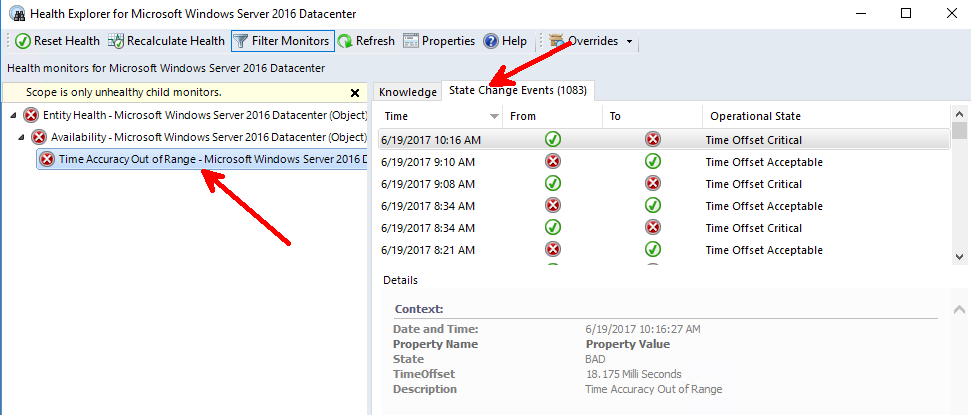 Health Explorer for Microsoft Windows Server 2016 Datacenter
Reset Health Recalculate Health Filter Monitors Refresh Properties Help Overrides
Health monitors for Microsoft Windows Server 2016 Datacenter
Scope is only unhealthy child monitors.
Entity Health - Microsoft Windows Server 2016 Datacenter (Object)
Availability - Microsoft Windows Server 2016 Datacenter (Object)
Time Accuracy Out of Range - Microsoft Windows Server 2016 D
Knowledge State Change Events (1083)
Time From To Operational State
6/19/2017 10:16 AM Time Offset Critical
6/19/2017 9:10 AM Time Offset Acceptable
6/19/2017 9:08 AM Time Offset Critical
6/19/2017 8:34 AM Time Offset Acceptable
6/19/2017 8:34 AM Time Offset Critical
6/19/2017 8:21 AM Time Offset Acceptable
Details
Context:
Date and Time: 6/19/2017 10:16:27 AM
Property Name Property Value
State BAD
TimeOffset 18.175 Milli Seconds
Description Time Accuracy Out of Range